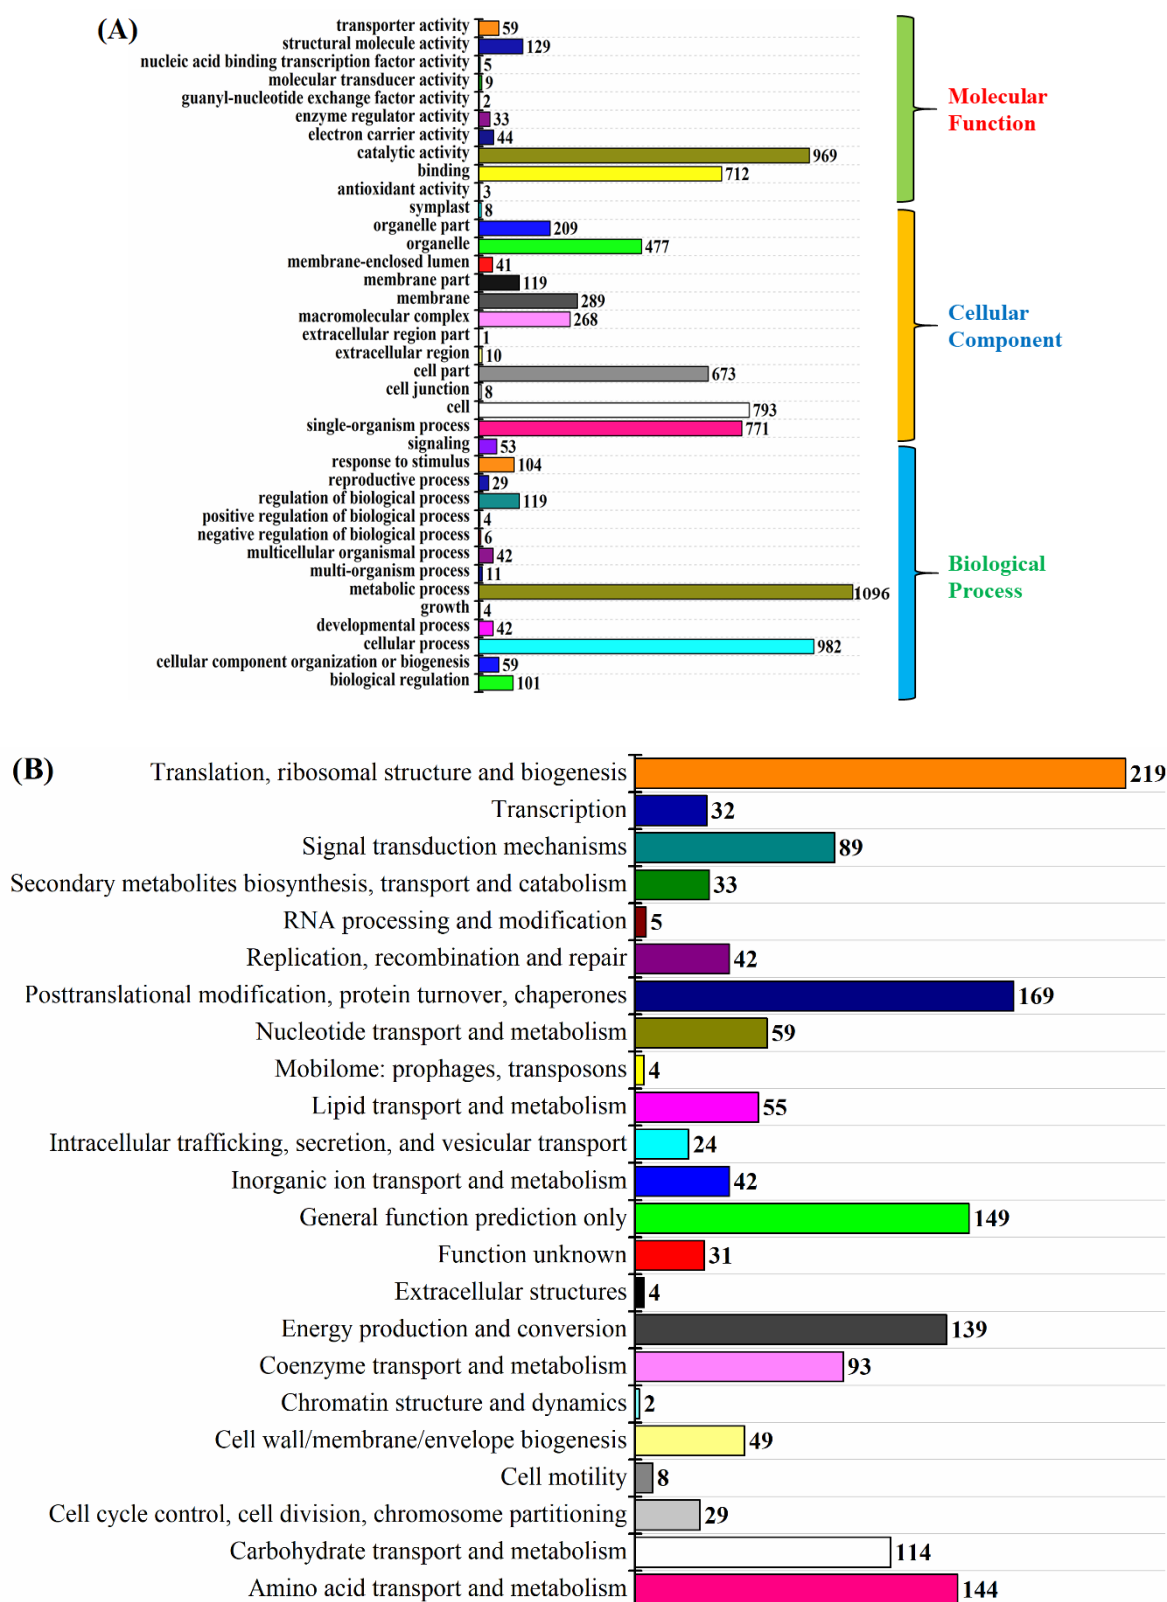 (A)
transporter activity 59
structural molecule activity 129
nucleic acid binding transcription factor activity 5
molecular transducer activity 9
guanyl-nucleotide exchange factor activity 2
enzyme regulator activity 33
electron carrier activity 44
catalytic activity 969
binding 712
antioxidant activity 3
Molecular
Function
symplast 8
organelle part 209
organelle 477
membrane-enclosed lumen 41
membrane part 119
membrane 289
macromolecular complex 268
extracellular region part 1
extracellular region 10
cell part 673
cell junction 8
cell 793
Cellular
Component
single-organism process 771
signaling 53
response to stimulus 104
reproductive process 29
regulation of biological process 119
positive regulation of biological process 4
negative regulation of biological process 6
multicellular organismal process 42
multi-organism process 11
metabolic process 1096
growth 4
developmental process 42
cellular process 982
cellular component organization or biogenesis 59
biological regulation 101
Biological
Process
(B)
Translation, ribosomal structure and biogenesis 219
Transcription 32
Signal transduction mechanisms 89
Secondary metabolites biosynthesis, transport and catabolism 33
RNA processing and modification 5
Replication, recombination and repair 42
Posttranslational modification, protein turnover, chaperones 169
Nucleotide transport and metabolism 59
Mobilome: prophages, transposons 4
Lipid transport and metabolism 55
Intracellular trafficking, secretion, and vesicular transport 24
Inorganic ion transport and metabolism 42
General function prediction only 149
Function unknown 31
Extracellular structures 4
Energy production and conversion 139
Coenzyme transport and metabolism 93
Chromatin structure and dynamics 2
Cell wall/membrane/envelope biogenesis 49
Cell motility 8
Cell cycle control, cell division, chromosome partitioning 29
Carbohydrate transport and metabolism 114
Amino acid transport and metabolism 144